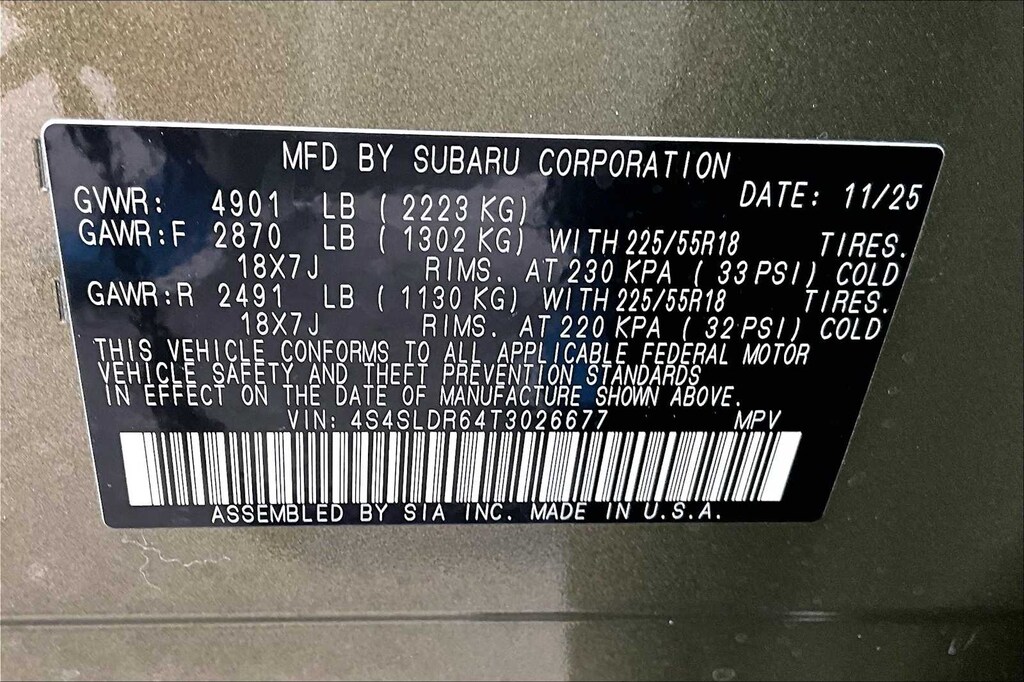 MFD BY SUBARU CORPORATION
DATE: 11/25
GVWR: 4901 LB ( 2223 KG)
GAWR:F 2870 LB ( 1302 KG) WITH 225/55R18 TIRES.
18X7J RIMS. AT 230 KPA ( 33 PSI) COLD
GAWR:R 2491 LB ( 1130 KG) WITH 225/55R18 TIRES.
18X7J RIMS. AT 220 KPA ( 32 PSI) COLD
THIS VEHICLE CONFORMS TO ALL APPLICABLE FEDERAL MOTOR
VEHICLE SAFETY AND THEFT PREVENTION STANDARDS
IN EFFECT ON THE DATE OF MANUFACTURE SHOWN ABOVE.
VIN: 4S4SLDR64T3026677 MPV
ASSEMBLED BY SIA INC. MADE IN U.S.A.